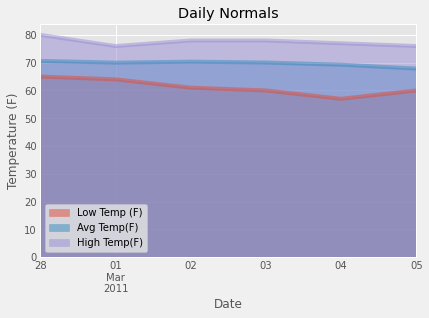 Daily Normals
80
70
60
50
40
30
20
10
0
Temperature (F)
Low Temp (F)
Avg Temp(F)
High Temp(F)
28
01
02
03
04
05
Mar
2011
Date